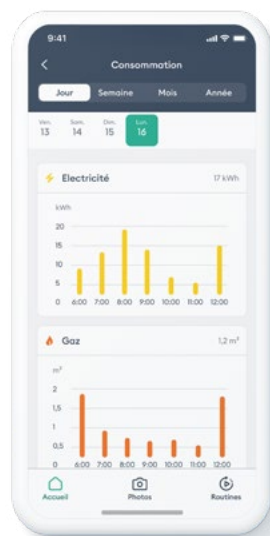 9:41
Consommation
Jour Semaine Mois Année
Ven. Sam. Dim. Lun.
13 14 15 16
Electricité 17 kWh
kWh
20
15
10
5
0 6:00 7:00 8:00 9:00 10:00 11:00 12:00
Gaz 1,2 m³
m³
2
1,5
1
0,5
0 6:00 7:00 8:00 9:00 10:00 11:00 12:00
Accueil Photos Routines